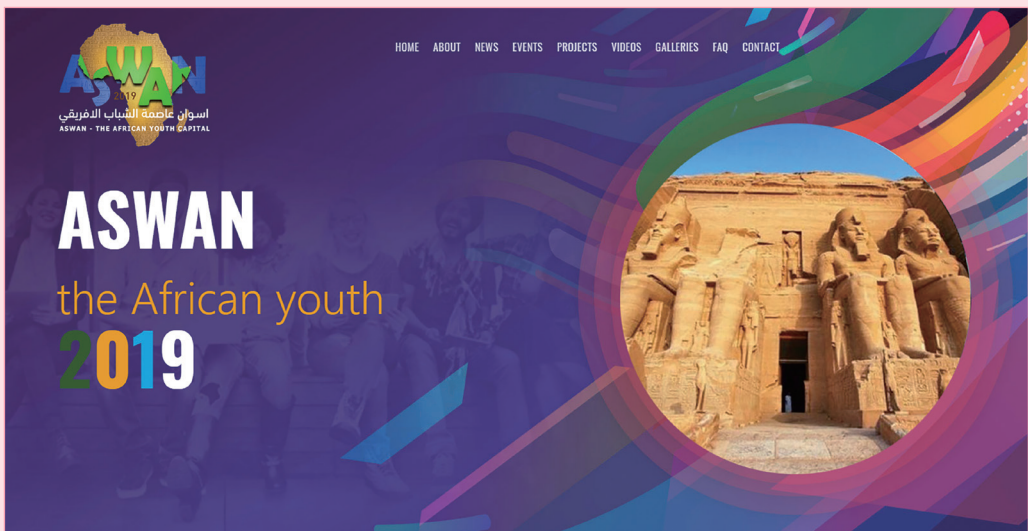 ASWAN
2019
اسوان عاصمة الشباب الافريقي
ASWAN - THE AFRICAN YOUTH CAPITAL
HOME ABOUT NEWS EVENTS PROJECTS VIDEOS GALLERIES FAQ CONTACT
ASWAN
the African youth
2019